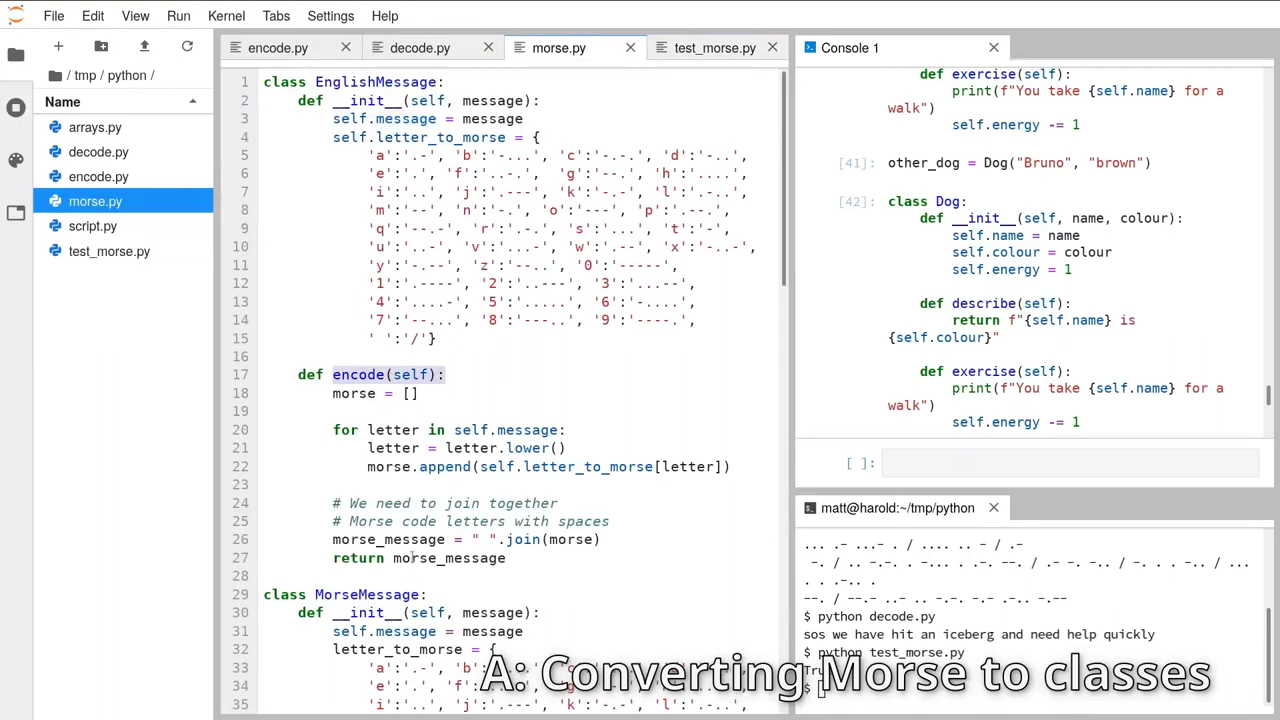 File Edit View Run Kernel Tabs Settings Help
/ tmp / python /
Name
arrays.py
decode.py
encode.py
morse.py
script.py
test_morse.py
encode.py
decode.py
morse.py
test_morse.py
1 class EnglishMessage:
2 def __init__(self, message):
3 self.message = message
4 self.letter_to_morse = {
5 'a':'.-', 'b':'-...', 'c':'-.-.', 'd':'-..',
6 'e':'.', 'f':'..-.', 'g':'--.', 'h':'....',
7 'i':'..', 'j':'.---', 'k':'-.-', 'l':'.-..',
8 'm':'--', 'n':'-.', 'o':'---', 'p':'.--.',
9 'q':'--.-', 'r':'.-.', 's':'...', 't':'-',
10 'u':'..-', 'v':'...-', 'w':'.--', 'x':'-..-',
11 'y':'-.--', 'z':'--..', '0':'-----',
12 '1':'.----', '2':'..---', '3':'...--',
13 '4':'....-', '5':'.....', '6':'-....',
14 '7':'--...', '8':'---..', '9':'----.',
15 ' ':'/'}
16
17 def encode(self):
18 morse = []
19
20 for letter in self.message:
21 letter = letter.lower()
22 morse.append(self.letter_to_morse[letter])
23
24 # We need to join together
25 # Morse code letters with spaces
26 morse_message = " ".join(morse)
27 return morse_message
28
29 class MorseMessage:
30 def __init__(self, message):
31 self.message = message
32 letter_to_morse = {
33 'a':'.-', 'b':'-...', 'c'
34 'e':'.', 'f'
35 'i':'..', 'j':'.---', 'k':'-.-', 'l':'.-..',
Console 1
def exercise(self):
print(f"You take {self.name} for a
walk")
self.energy -= 1
[41]: other_dog = Dog("Bruno", "brown")
[42]: class Dog:
def __init__(self, name, colour):
self.name = name
self.colour = colour
self.energy = 1
def describe(self):
return f"{self.name} is
{self.colour}"
def exercise(self):
print(f"You take {self.name} for a
walk")
self.energy -= 1
[ ]:
matt@harold:~/tmp/python
... .- ...- . / .... .. - / .-
-. / .. -.-. . -... . .-. --. / .- -. -.. / -. . . -.. / ....
. . .-.. .
--. / --.- ..- .. -.-. -.- .-.. -.--
$ python decode.py
sos we have hit an iceberg and need help quickly
$ python test_morse.py
$
A: Converting Morse to classes